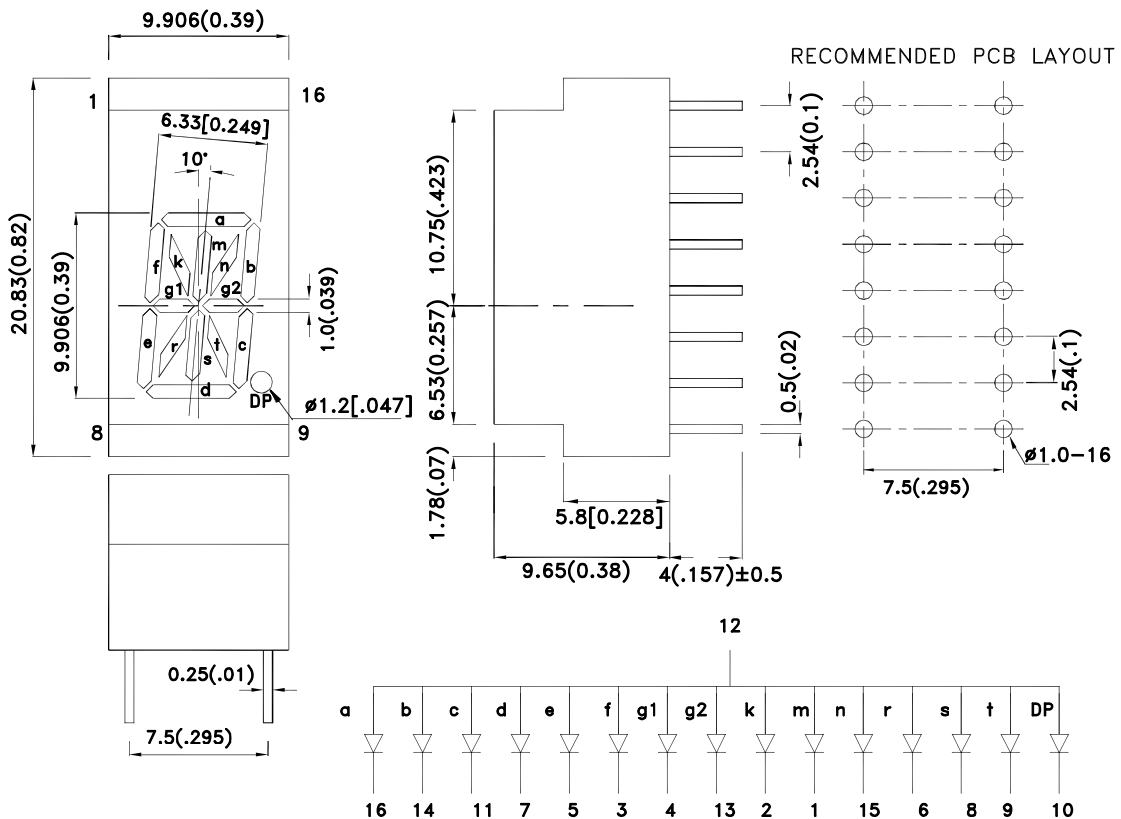 9.906(0.39)
RECOMMENDED PCB LAYOUT
1
16
6.33[0.249]
10°
2.54(0.1)
20.83(0.82)
9.906(0.39)
a
m
f
k
n
b
g1
g2
e
r
s
t
c
d
DP
1.0(.039)
10.75(.423)
6.53(0.257)
0.5(.02)
2.54(.1)
ø1.2[.047]
8
9
ø1.0-16
1.78(.07)
7.5(.295)
5.8[0.228]
9.65(0.38)
4(.157)±0.5
0.25(.01)
7.5(.295)
12
a b c d e f g1 g2 k m n r s t DP
16 14 11 7 5 3 4 13 2 1 15 6 8 9 10